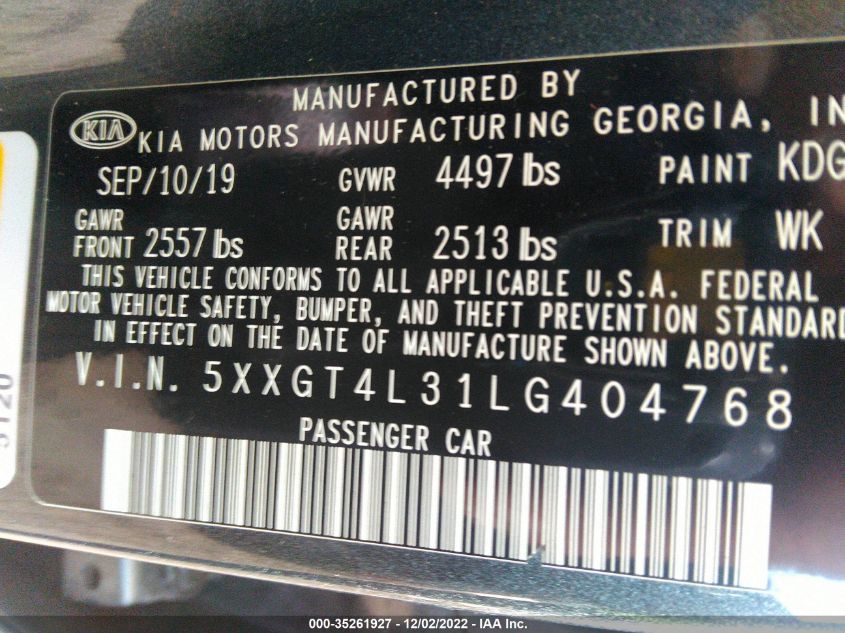 MANUFACTURED BY
KIA KIA MOTORS MANUFACTURING GEORGIA, IN
SEP/10/19 GVWR 4497 lbs PAINT KDG
GAWR FRONT 2557 lbs GAWR REAR 2513 lbs TRIM WK
THIS VEHICLE CONFORMS TO ALL APPLICABLE U.S.A. FEDERAL
MOTOR VEHICLE SAFETY, BUMPER, AND THEFT PREVENTION STANDARD
IN EFFECT ON THE DATE OF MANUFACTURE SHOWN ABOVE.
V.I.N. 5XXGT4L31LG404768
PASSENGER CAR
000-35261927 - 12/02/2022 - IAA Inc.